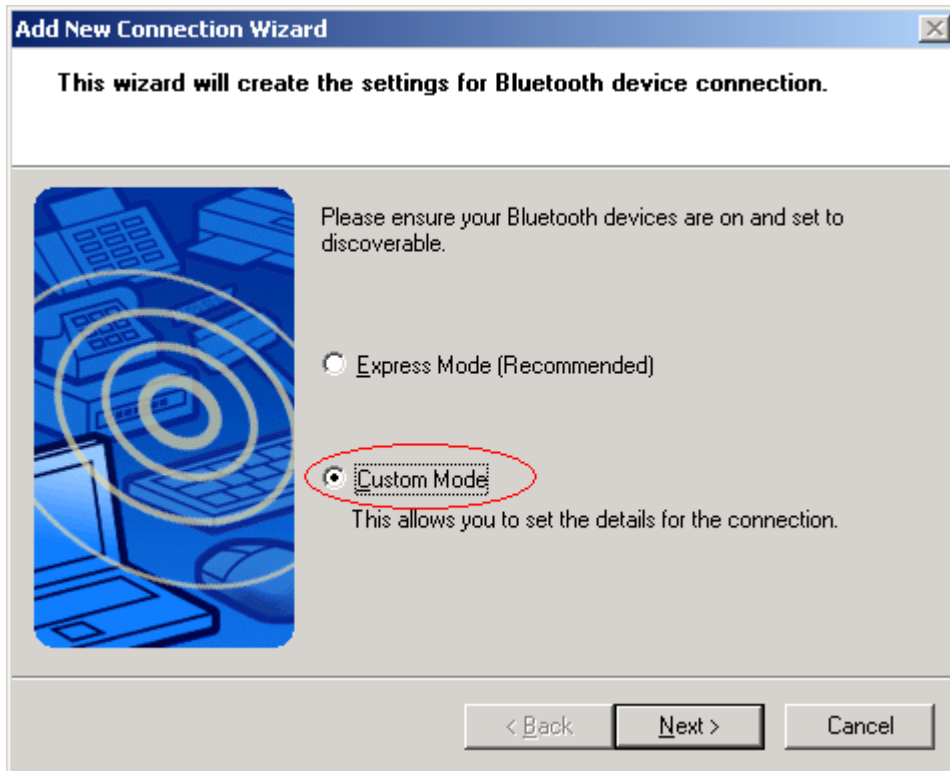 Add New Connection Wizard
This wizard will create the settings for Bluetooth device connection.
Please ensure your Bluetooth devices are on and set to
discoverable.
Express Mode (Recommended)
Custom Mode
This allows you to set the details for the connection.
< Back
Next >
Cancel